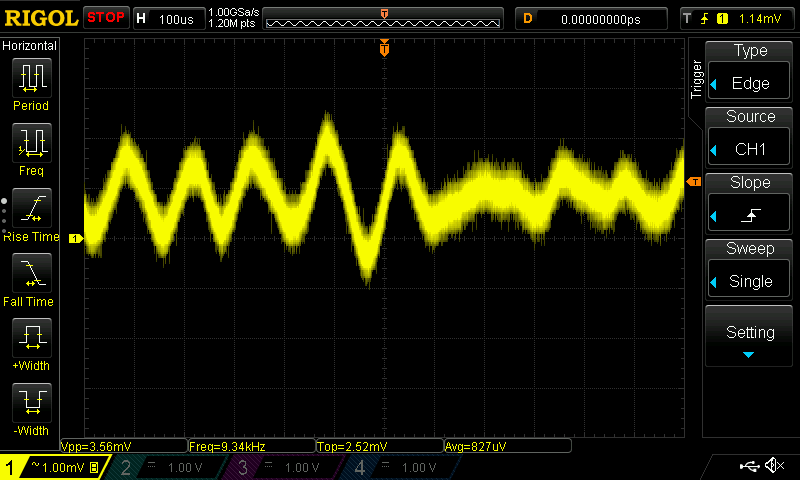 RIGOL STOP H 100us 1.00GSa/s 1.20M pts T D 0.00000000ps T 1 1.14mV
Horizontal
Period
Freq
Rise Time
Fall Time
+Width
-Width
T
T
1
Trigger
Type
Edge
Source
CH1
Slope
Sweep
Single
Setting
Vpp=3.56mV Freq=9.34kHz Top=2.52mV Avg=827uV
1 ~ 1.00mV B 2 1.00 V 3 1.00 V 4 1.00 V